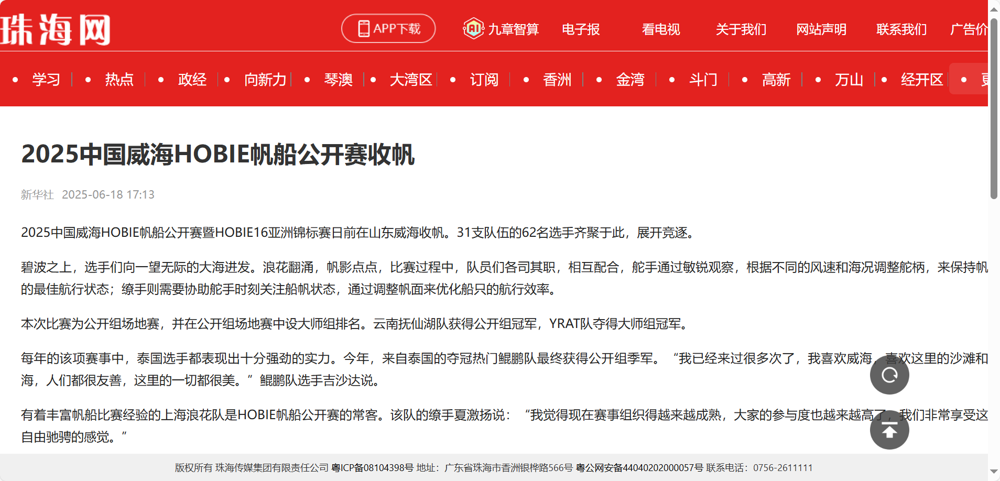 珠海网
APP下载
AI 九章智算
电子报
看电视
关于我们
网站声明
联系我们
广告价
学习
热点
政经
向新力
琴澳
大湾区
订阅
香洲
金湾
斗门
高新
万山
经开区
2025中国威海HOBIE帆船公开赛收帆
新华社 2025-06-18 17:13
2025中国威海HOBIE帆船公开赛暨HOBIE16亚洲锦标赛日前在山东威海收帆。31支队伍的62名选手齐聚于此，展开竞逐。
碧波之上，选手们向一望无际的大海进发。浪花翻涌，帆影点点，比赛过程中，队员们各司其职，相互配合，舵手通过敏锐观察，根据不同的风速和海况调整舵柄，来保持帆
的最佳航行状态；缭手则需要协助舵手时刻关注船帆状态，通过调整帆面来优化船只的航行效率。
本次比赛为公开组场地赛，并在公开组场地赛中设大师组排名。云南抚仙湖队获得公开组冠军，YRAT队夺得大师组冠军。
每年的该项赛事中，泰国选手都表现出十分强劲的实力。今年，来自泰国的夺冠热门鲲鹏队最终获得公开组季军。“我已经来过很多次了，我喜欢威海，喜欢这里的沙滩和
海，人们都很友善，这里的一切都很美。”鲲鹏队选手吉沙达说。
有着丰富帆船比赛经验的上海浪花队是HOBIE帆船公开赛的常客。该队的缭手夏激扬说：“我觉得现在赛事组织得越来越成熟，大家的参与度也越来越高了，我们非常享受这
自由驰骋的感觉。”
版权所有 珠海传媒集团有限责任公司 粤ICP备08104398号 地址：广东省珠海市香洲银桦路566号 粤公网安备44040202000057号 联系电话：0756-2611111